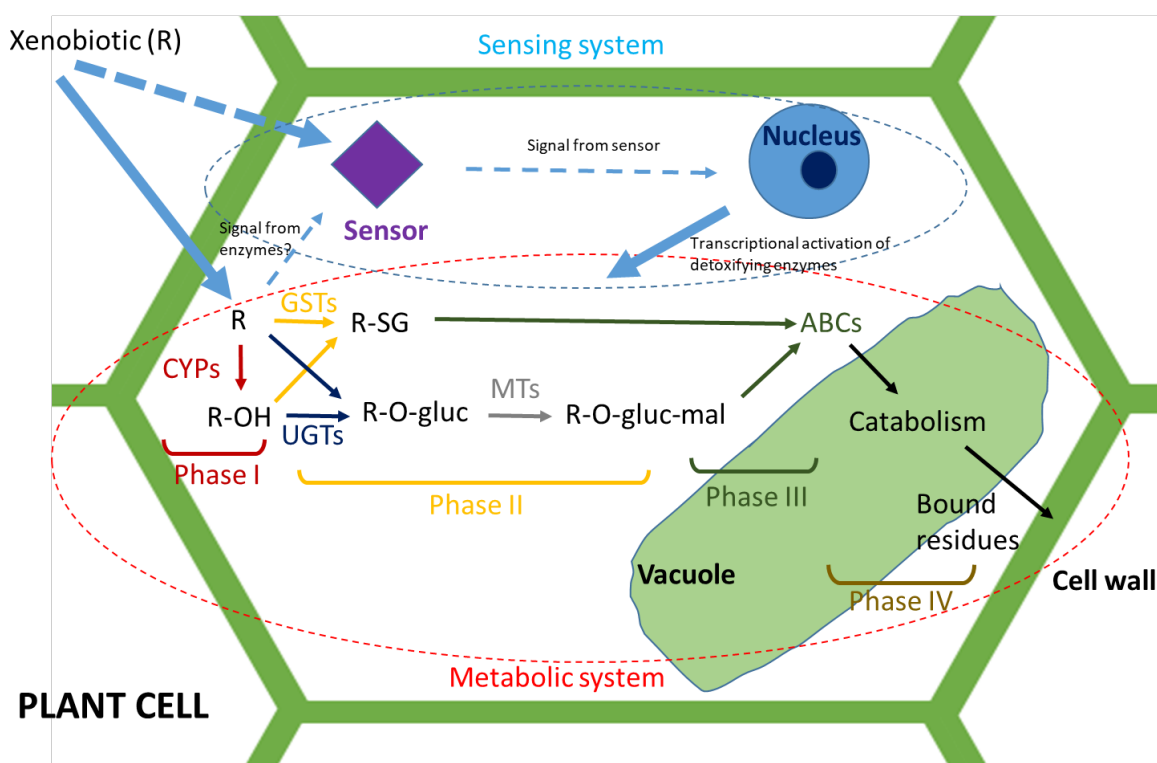 Xenobiotic (R)
Sensing system
Nucleus
Signal from sensor
Sensor
Signal from
enzymes?
Transcriptional activation of
detoxifying enzymes
R
GSTs
R-SG
ABCs
CYPs
R-OH
UGTs
R-O-gluc
MTs
R-O-gluc-mal
Catabolism
Phase I
Phase II
Phase III
Bound
residues
Vacuole
Phase IV
Cell wall
Metabolic system
PLANT CELL